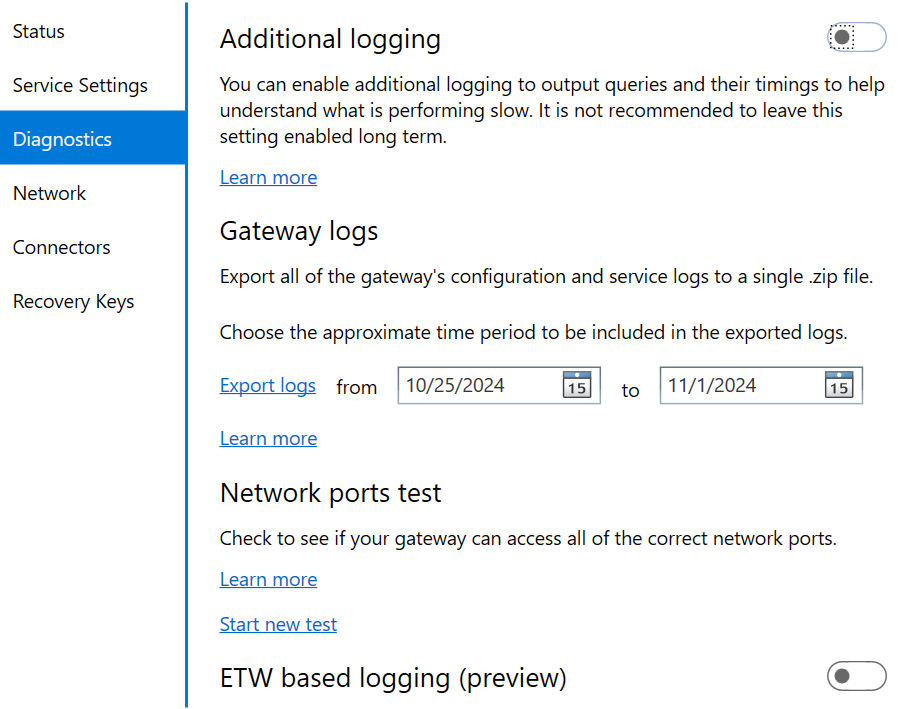 Status
Service Settings
Diagnostics
Network
Connectors
Recovery Keys
Additional logging
You can enable additional logging to output queries and their timings to help
understand what is performing slow. It is not recommended to leave this
setting enabled long term.
Learn more
Gateway logs
Export all of the gateway's configuration and service logs to a single .zip file.
Choose the approximate time period to be included in the exported logs.
Export logs from 10/25/2024 15 to 11/1/2024 15
Learn more
Network ports test
Check to see if your gateway can access all of the correct network ports.
Learn more
Start new test
ETW based logging (preview)